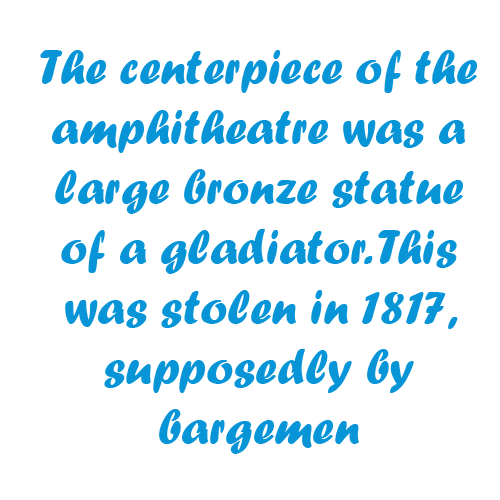 The centerpiece of the
amphitheatre was a
large bronze statue
of a gladiator.This
was stolen in 1817,
supposedly by
bargemen